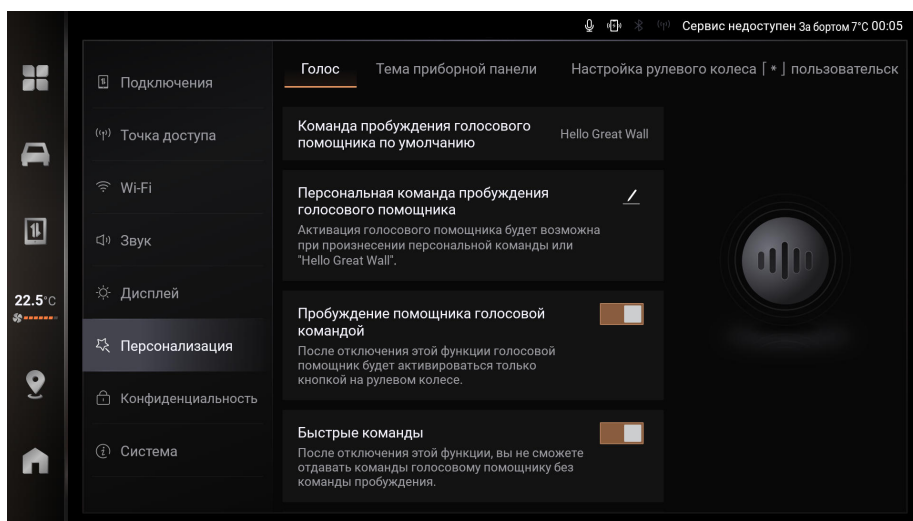 Сервис недоступен За бортом 7°C 00:05
Подключения
Точка доступа
Wi-Fi
Звук
22.5°C
Дисплей
Персонализация
Конфиденциальность
Система
Голос Тема приборной панели Настройка рулевого колеса [ * ] пользовательск
Команда пробуждения голосового
помощника по умолчанию
Hello Great Wall
Персональная команда пробуждения
голосового помощника
Активация голосового помощника будет возможна
при произнесении персональной команды или
"Hello Great Wall".
Пробуждение помощника голосовой
командой
После отключения этой функции голосовой
помощник будет активироваться только
кнопкой на рулевом колесе.
Быстрые команды
После отключения этой функции, вы не сможете
отдавать команды голосовому помощнику без
команды пробуждения.